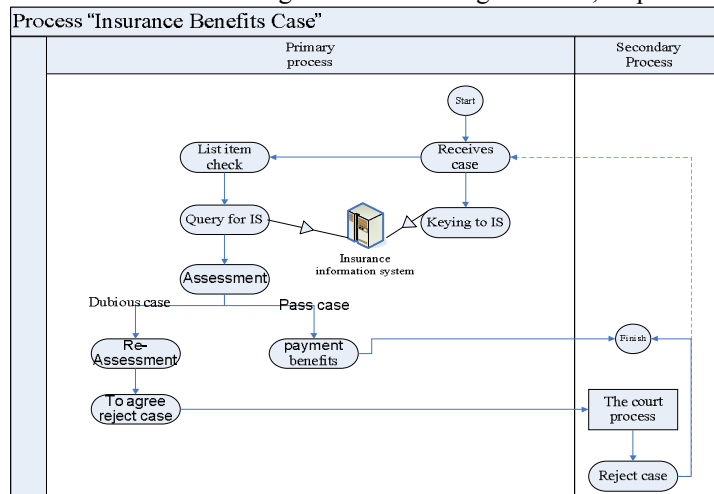 Process “Insurance Benefits Case”
Primary
process
Secondary
Process
Start
List item
check
Receives
case
Query for IS
Keying to IS
Insurance
information system
Assessment
Dubious case
Pass case
Re-
Assessment
payment
benefits
Finish
To agree
reject case
The court
process
Reject case